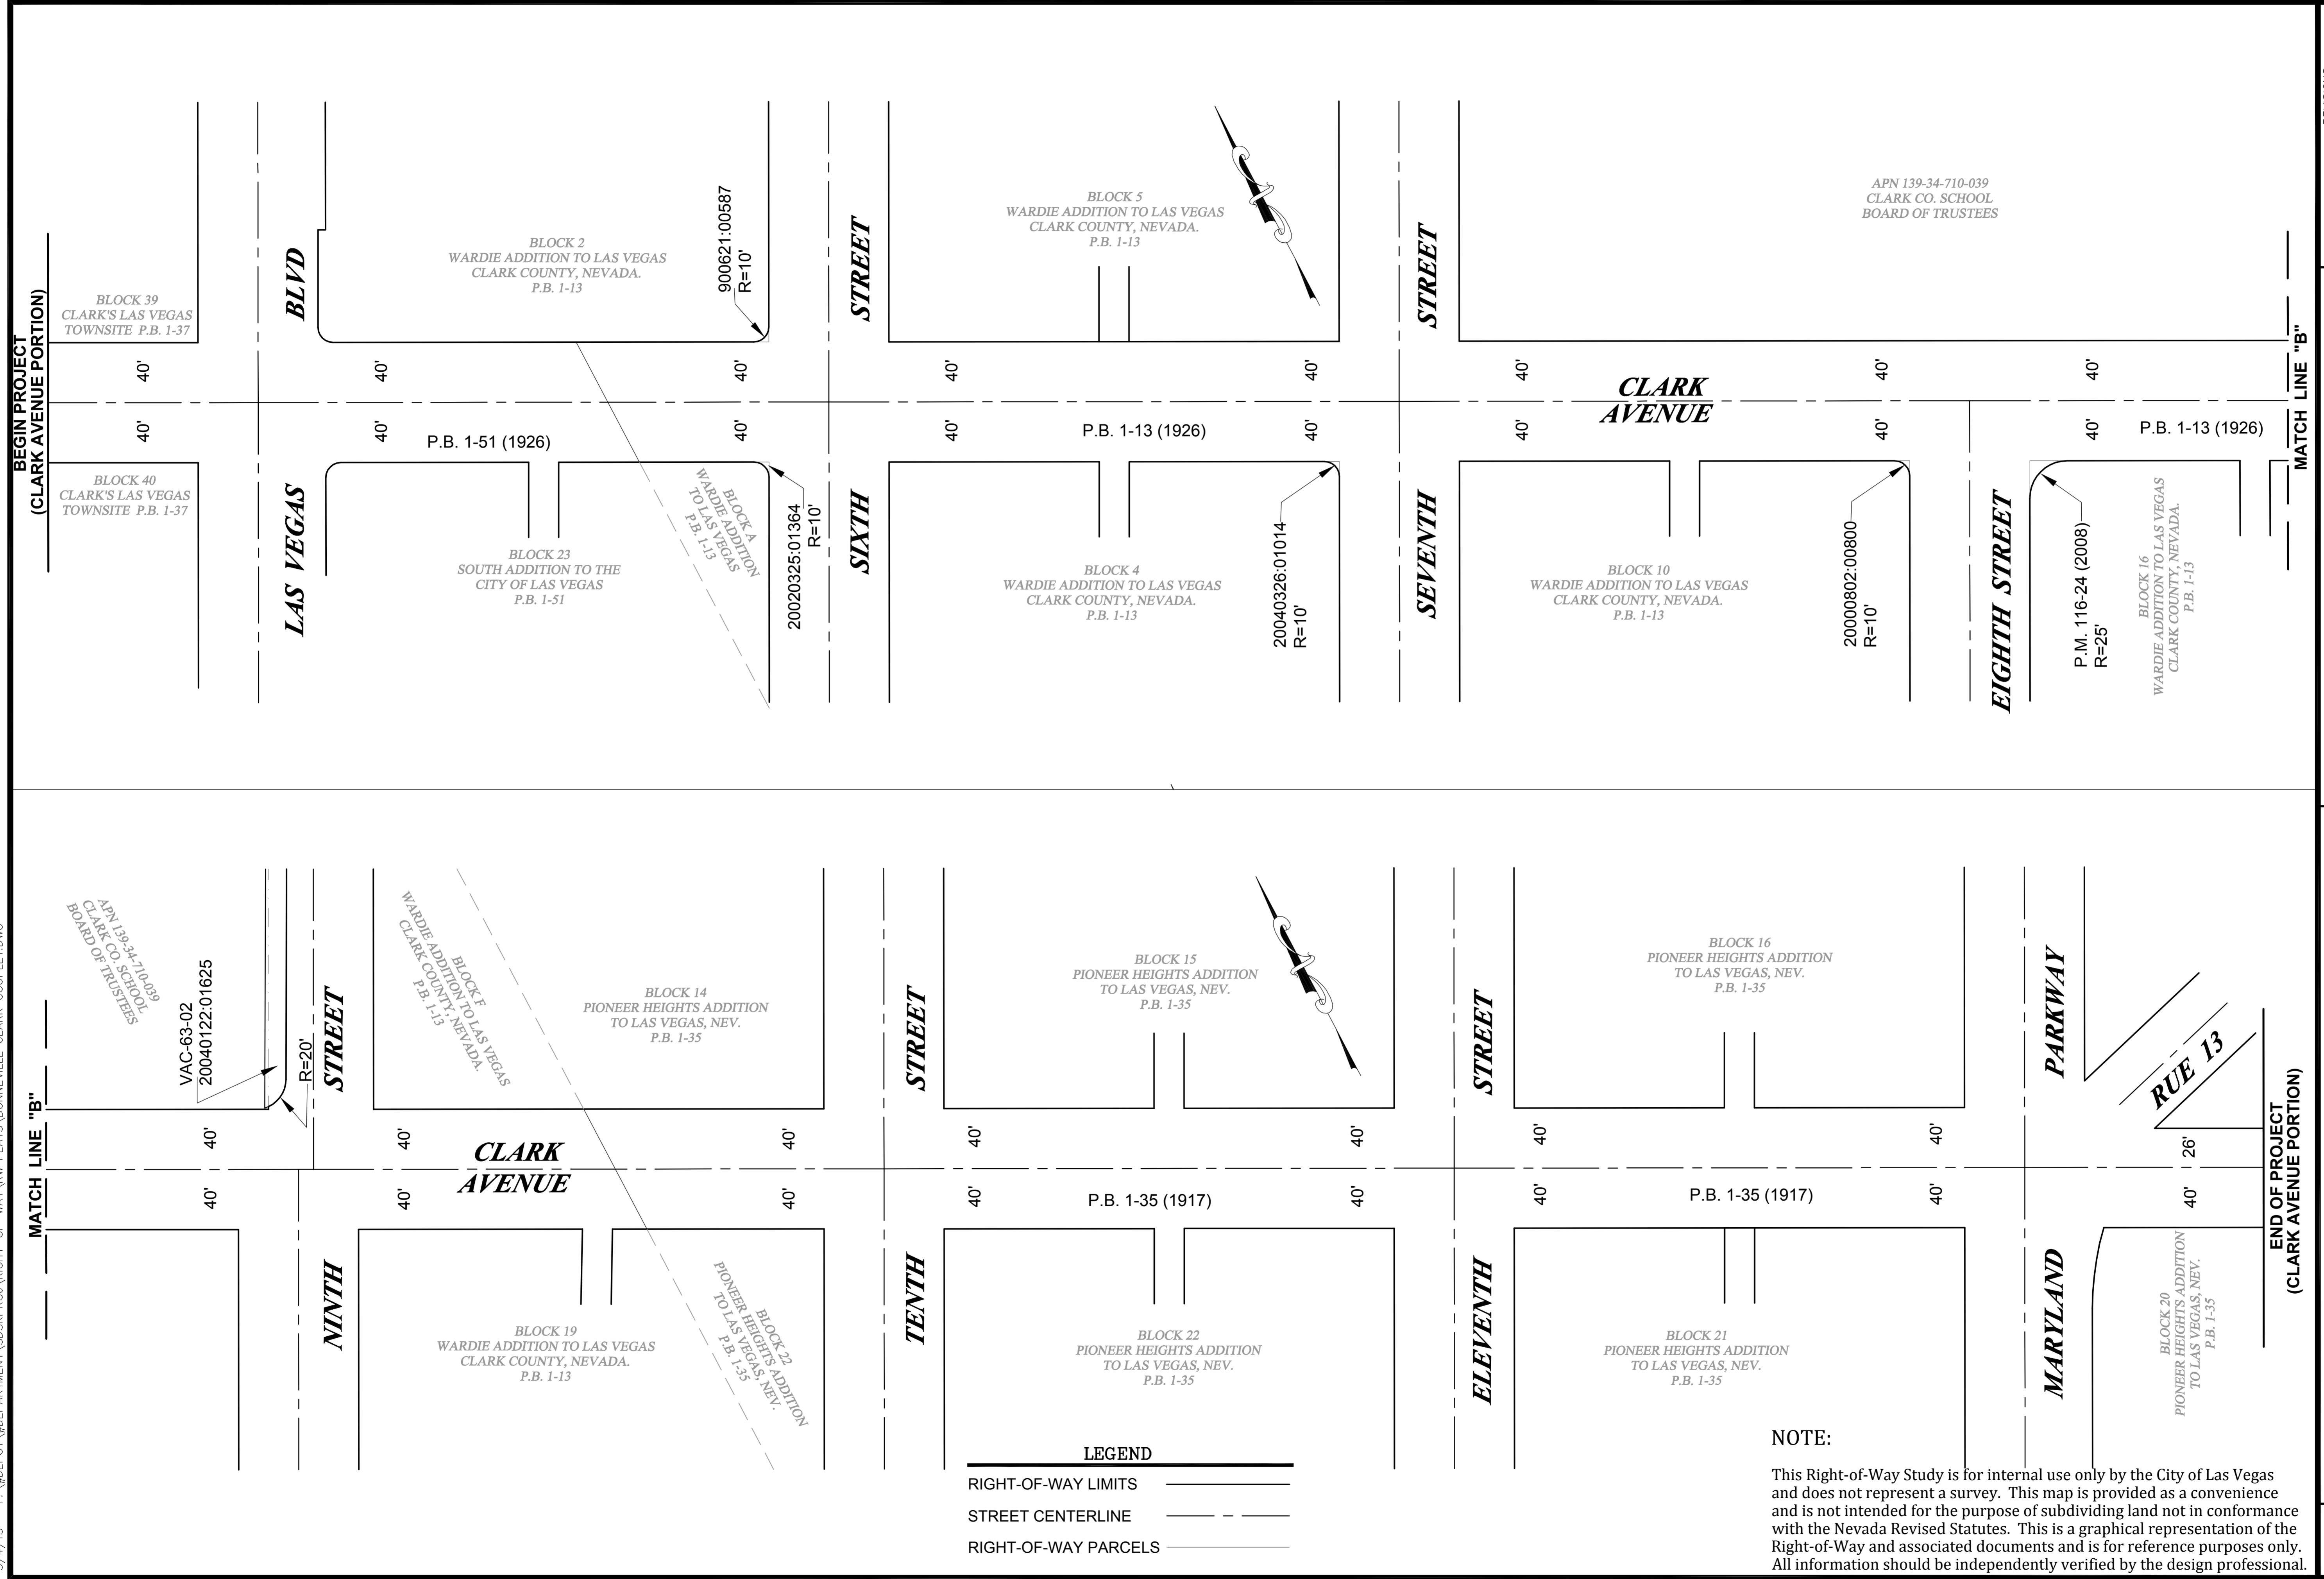 BEGIN PROJECT
(CLARK AVENUE PORTION)
BLOCK 39
CLARK'S LAS VEGAS
TOWNSITE P.B. 1-37
40'
40'
BLOCK 40
CLARK'S LAS VEGAS
TOWNSITE P.B. 1-37
LAS VEGAS
BLVD
BLOCK 2
WARDIE ADDITION TO LAS VEGAS
CLARK COUNTY, NEVADA.
P.B. 1-13
900621:00587
R=10'
40'
40'
40'
40'
P.B. 1-51 (1926)
BLOCK 23
SOUTH ADDITION TO THE
CITY OF LAS VEGAS
P.B. 1-51
BLOCK A
WARDIE ADDITION
TO LAS VEGAS
P.B. 1-13
20020325:01364
R=10'
SIXTH
STREET
BLOCK 5
WARDIE ADDITION TO LAS VEGAS
CLARK COUNTY, NEVADA.
P.B. 1-13
40'
40'
40'
40'
P.B. 1-13 (1926)
BLOCK 4
WARDIE ADDITION TO LAS VEGAS
CLARK COUNTY, NEVADA.
P.B. 1-13
20040326:01014
R=10'
SEVENTH
STREET
APN 139-34-710-039
CLARK CO. SCHOOL
BOARD OF TRUSTEES
40'
40'
40'
CLARK
AVENUE
40'
40'
40'
P.B. 1-13 (1926)
BLOCK 10
WARDIE ADDITION TO LAS VEGAS
CLARK COUNTY, NEVADA.
P.B. 1-13
20000802:00800
R=10'
EIGHTH STREET
P.M. 116-24 (2008)
R=25'
BLOCK 16
WARDIE ADDITION TO LAS VEGAS
CLARK COUNTY, NEVADA.
P.B. 1-13
MATCH LINE "B"
MATCH LINE "B"
APN 139-34-710-039
CLARK CO. SCHOOL
BOARD OF TRUSTEES
VAC-63-02
20040122:01625
R=20'
40'
40'
NINTH
STREET
BLOCK F
WARDIE ADDITION TO LAS VEGAS
CLARK COUNTY, NEVADA.
P.B. 1-13
BLOCK 14
PIONEER HEIGHTS ADDITION
TO LAS VEGAS, NEV.
P.B. 1-35
40'
40'
CLARK
AVENUE
40'
40'
BLOCK 19
WARDIE ADDITION TO LAS VEGAS
CLARK COUNTY, NEVADA.
P.B. 1-13
BLOCK 22
PIONEER HEIGHTS ADDITION
TO LAS VEGAS, NEV.
P.B. 1-35
TENTH
STREET
BLOCK 15
PIONEER HEIGHTS ADDITION
TO LAS VEGAS, NEV.
P.B. 1-35
40'
40'
40'
40'
P.B. 1-35 (1917)
BLOCK 22
PIONEER HEIGHTS ADDITION
TO LAS VEGAS, NEV.
P.B. 1-35
ELEVENTH
STREET
BLOCK 16
PIONEER HEIGHTS ADDITION
TO LAS VEGAS, NEV.
P.B. 1-35
40'
40'
40'
40'
P.B. 1-35 (1917)
BLOCK 21
PIONEER HEIGHTS ADDITION
TO LAS VEGAS, NEV.
P.B. 1-35
MARYLAND
PARKWAY
RUE 13
26'
40'
BLOCK 20
PIONEER HEIGHTS ADDITION
TO LAS VEGAS, NEV.
P.B. 1-35
END OF PROJECT
(CLARK AVENUE PORTION)
LEGEND
RIGHT-OF-WAY LIMITS
STREET CENTERLINE
RIGHT-OF-WAY PARCELS
NOTE:
This Right-of-Way Study is for internal use only by the City of Las Vegas
and does not represent a survey. This map is provided as a convenience
and is not intended for the purpose of subdividing land not in conformance
with the Nevada Revised Statutes. This is a graphical representation of the
Right-of-Way and associated documents and is for reference purposes only.
All information should be independently verified by the design professional.